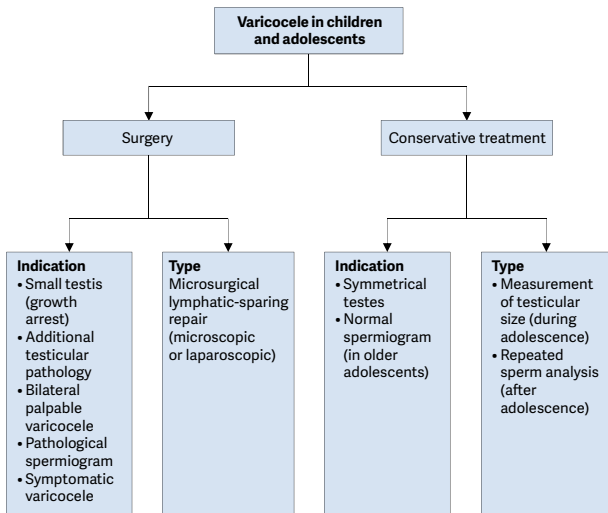 Varicocele in children
and adolescents
Surgery
Conservative treatment
Indication
• Small testis
(growth
arrest)
• Additional
testicular
pathology
• Bilateral
palpable
varicocele
• Pathological
spermiogram
• Symptomatic
varicocele
Type
Microsurgical
lymphatic-sparing
repair
(microscopic
or laparoscopic)
Indication
• Symmetrical
testes
• Normal
spermiogram
(in older
adolescents)
Type
• Measurement
of testicular
size (during
adolescence)
• Repeated
sperm analysis
(after
adolescence)